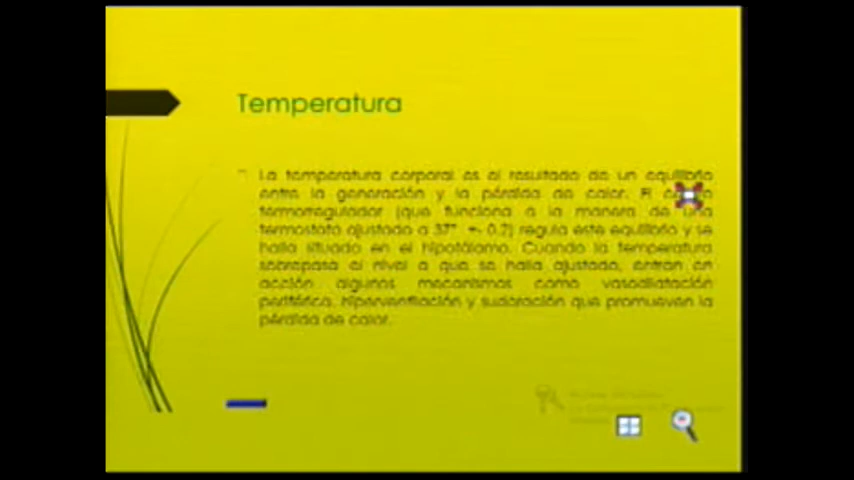 Temperatura
La temperatura corporal es el resultado de un equilibrio
entre la generación y la pérdida de calor. El
termorregulador (que funciona a la manera de una
termostato ajustado a 37° +- 0.2) regula este equilibrio y se
halla situado en el hipotálamo. Cuando la temperatura
sobrepasa el nivel a que se halla ajustado, entran en
acción algunos mecanismos como vasodilatación
periférica, hiperventilación y sudoración que promueven la
pérdida de calor.